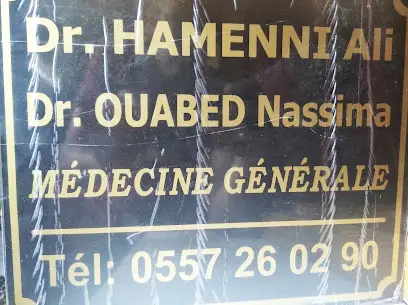 Dr. HAMENNI Ali
Dr. OUABED Nassima
MÉDECINE GÉNÉRALE
Tél: 0557 26 02 90